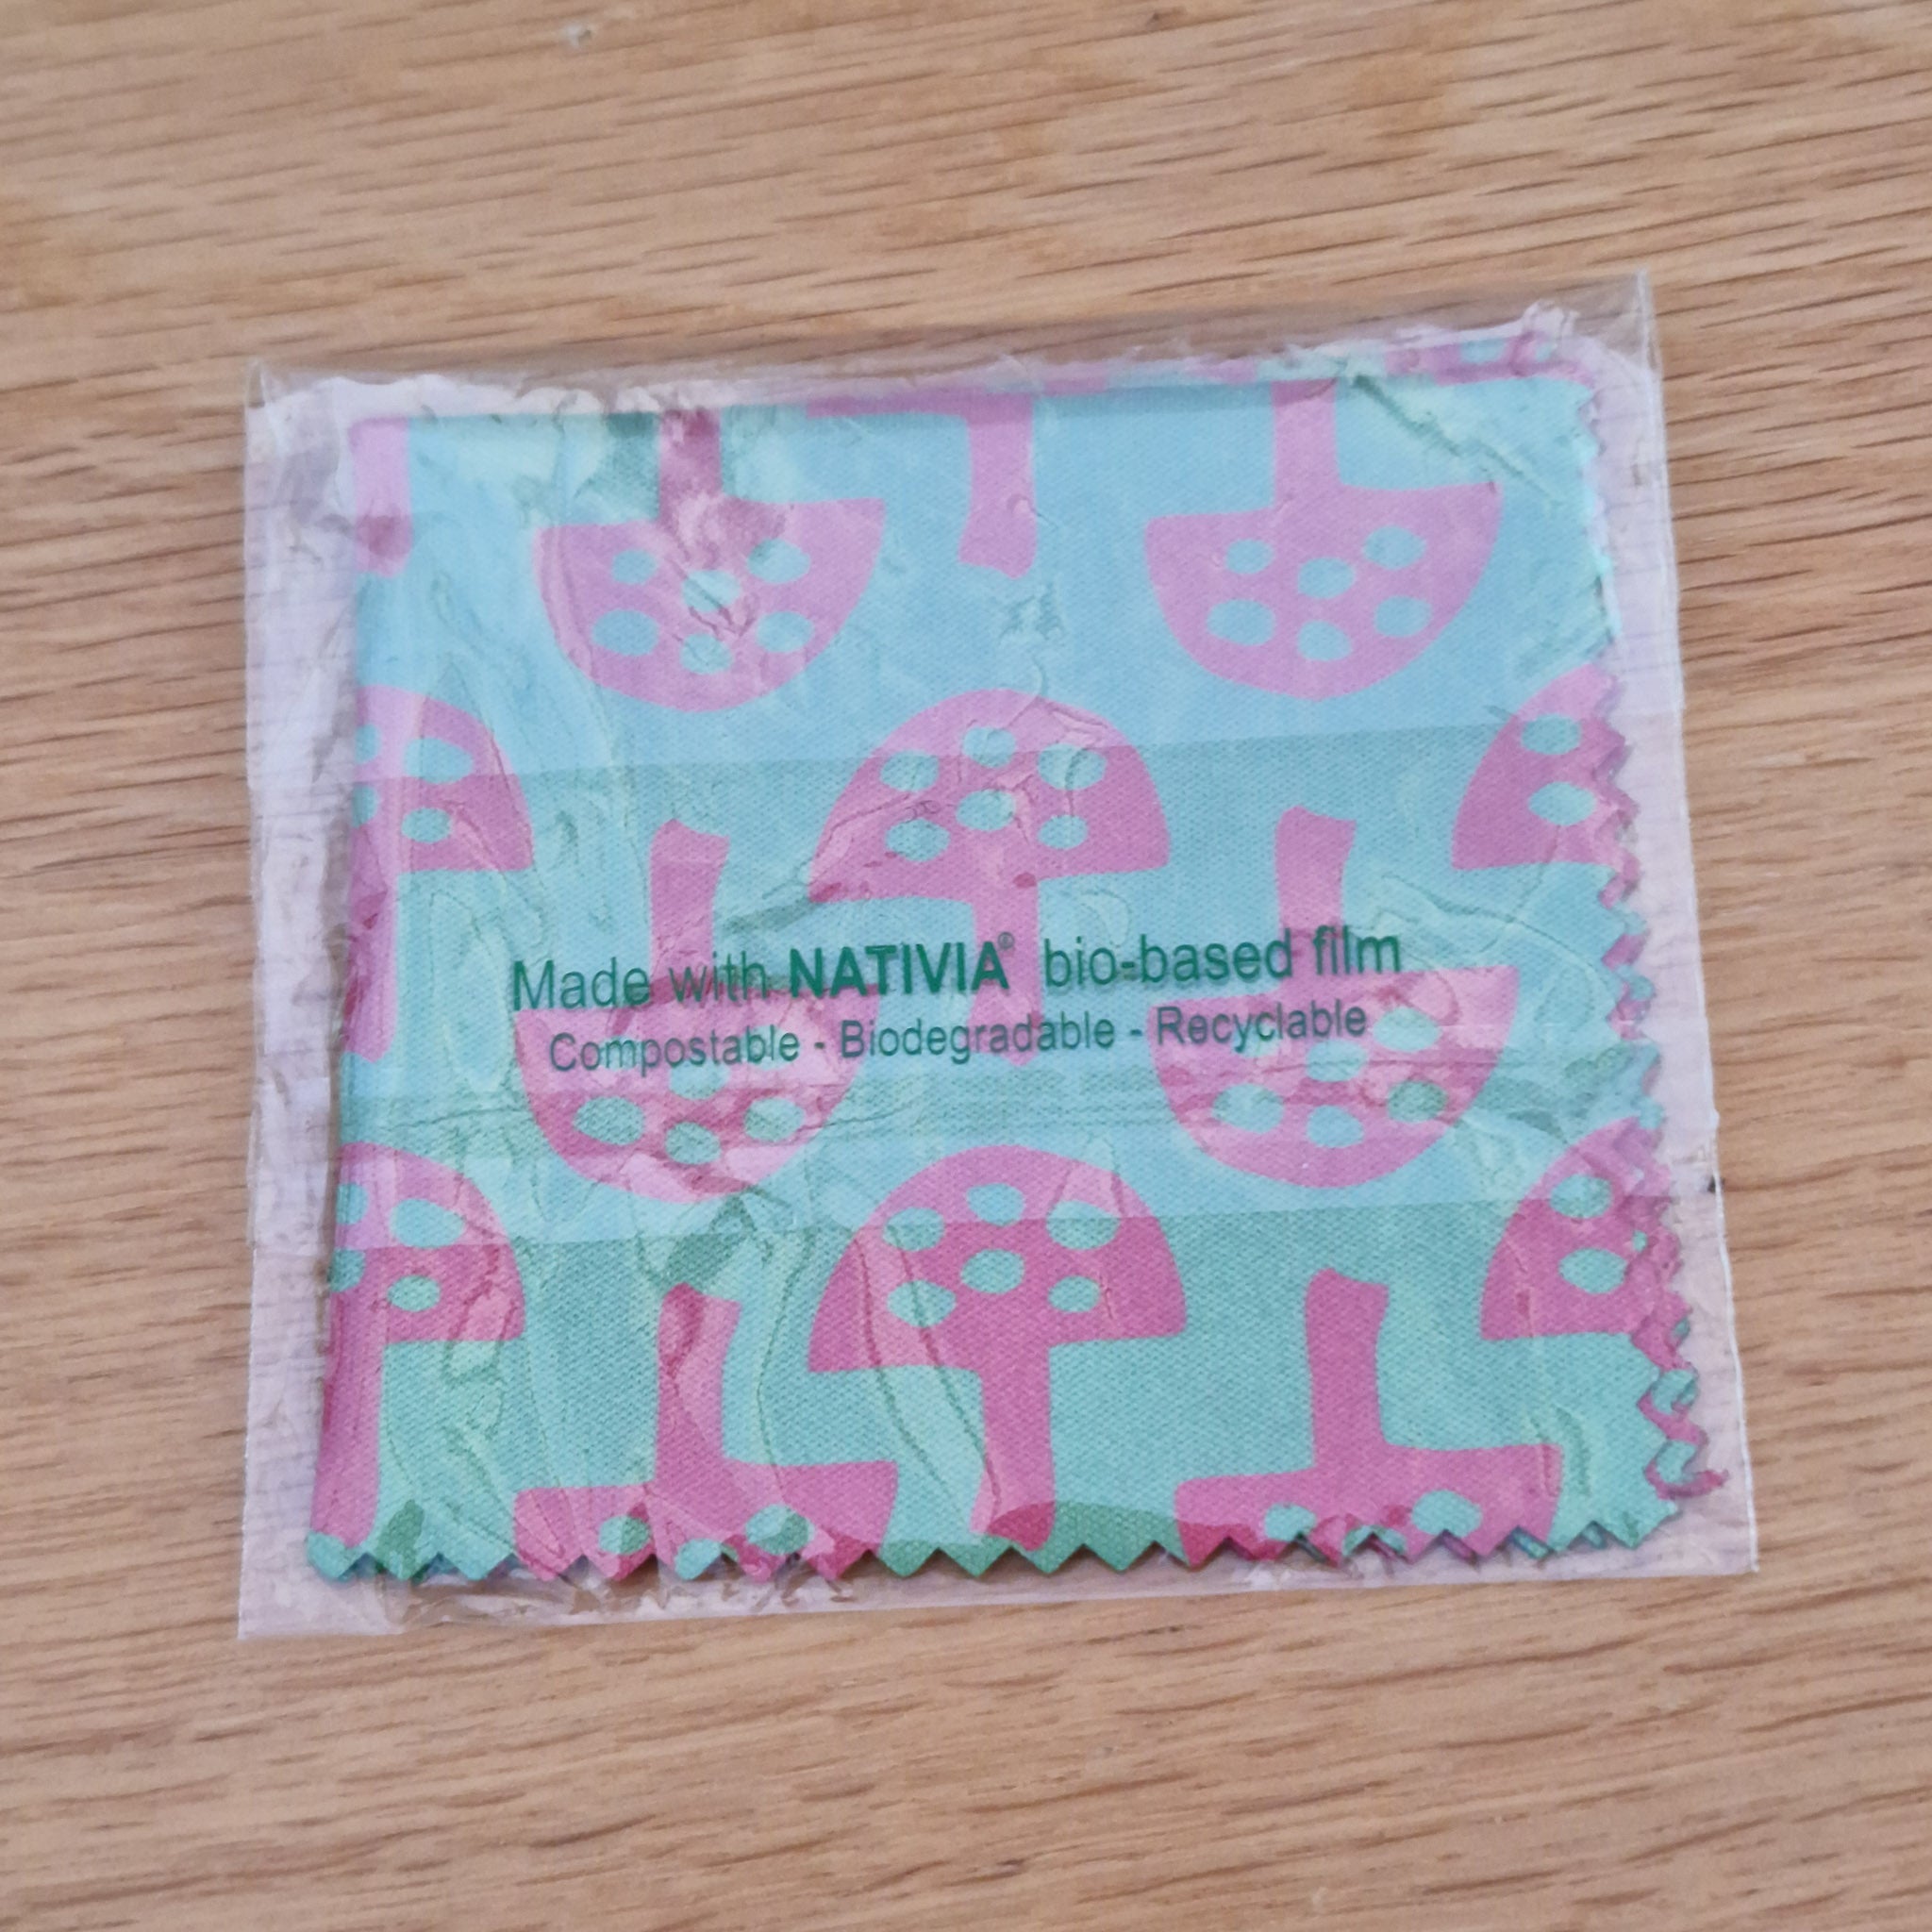 Made with NATIVIA® bio-based film
Compostable - Biodegradable - Recyclable